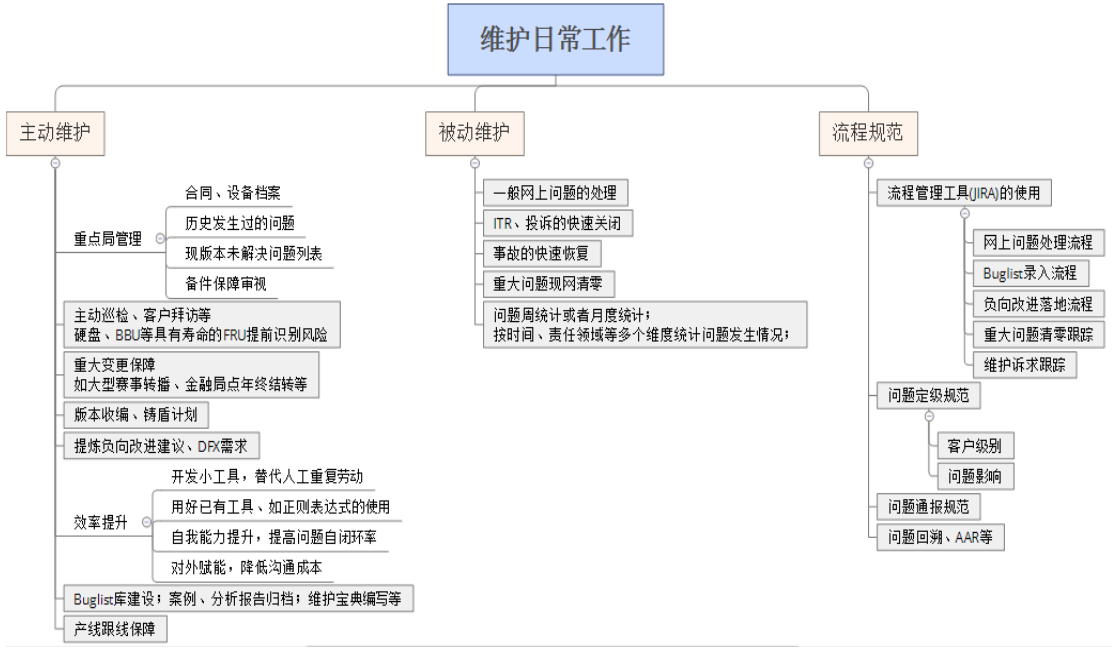 维护日常工作
主动维护
重点局管理
合同、设备档案
历史发生过的问题
现版本未解决问题列表
备件保障审视
主动巡检、客户拜访等
硬盘、BBU等具有寿命的FRU提前识别风险
重大变更保障
如大型赛事转播、金融局点年终结转等
版本收编、铸盾计划
提炼负向改进建议、DFX需求
效率提升
开发小工具，替代人工重复劳动
用好已有工具、如正则表达式的使用
自我能力提升，提高问题自闭环率
对外赋能，降低沟通成本
Buglist库建设；案例、分析报告归档；维护宝典编写等
产线跟线保障
被动维护
一般网上问题的处理
ITR、投诉的快速关闭
事故的快速恢复
重大问题现网清零
问题周统计或者月度统计；
按时间、责任领域等多个维度统计问题发生情况；
流程规范
流程管理工具(JIRA)的使用
网上问题处理流程
Buglist录入流程
负向改进落地流程
重大问题清零跟踪
维护诉求跟踪
问题定级规范
客户级别
问题影响
问题通报规范
问题回溯、AAR等